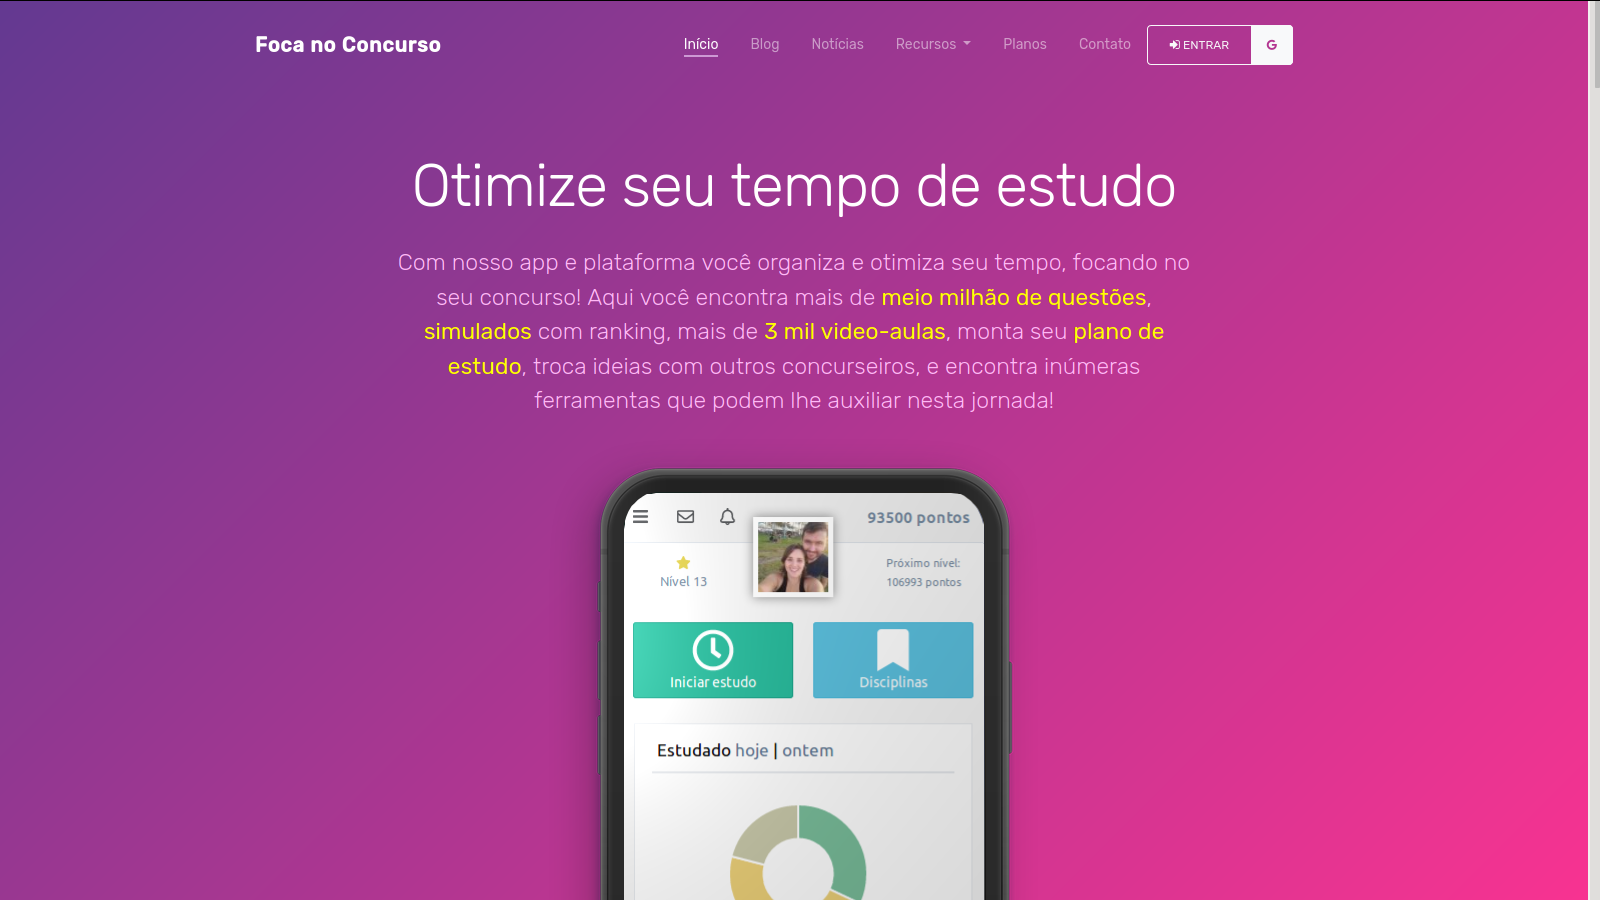 Foca no Concurso
Início
Blog
Notícias
Recursos
Planos
Contato
ENTRAR
G
Otimize seu tempo de estudo
Com nosso app e plataforma você organiza e otimiza seu tempo, focando no
seu concurso! Aqui você encontra mais de meio milhão de questões,
simulados com ranking, mais de 3 mil video-aulas, monta seu plano de
estudo, troca ideias com outros concurseiros, e encontra inúmeras
ferramentas que podem lhe auxiliar nesta jornada!
93500 pontos
Nível 13
Próximo nível:
106993 pontos
Iniciar estudo
Disciplinas
Estudado hoje | ontem